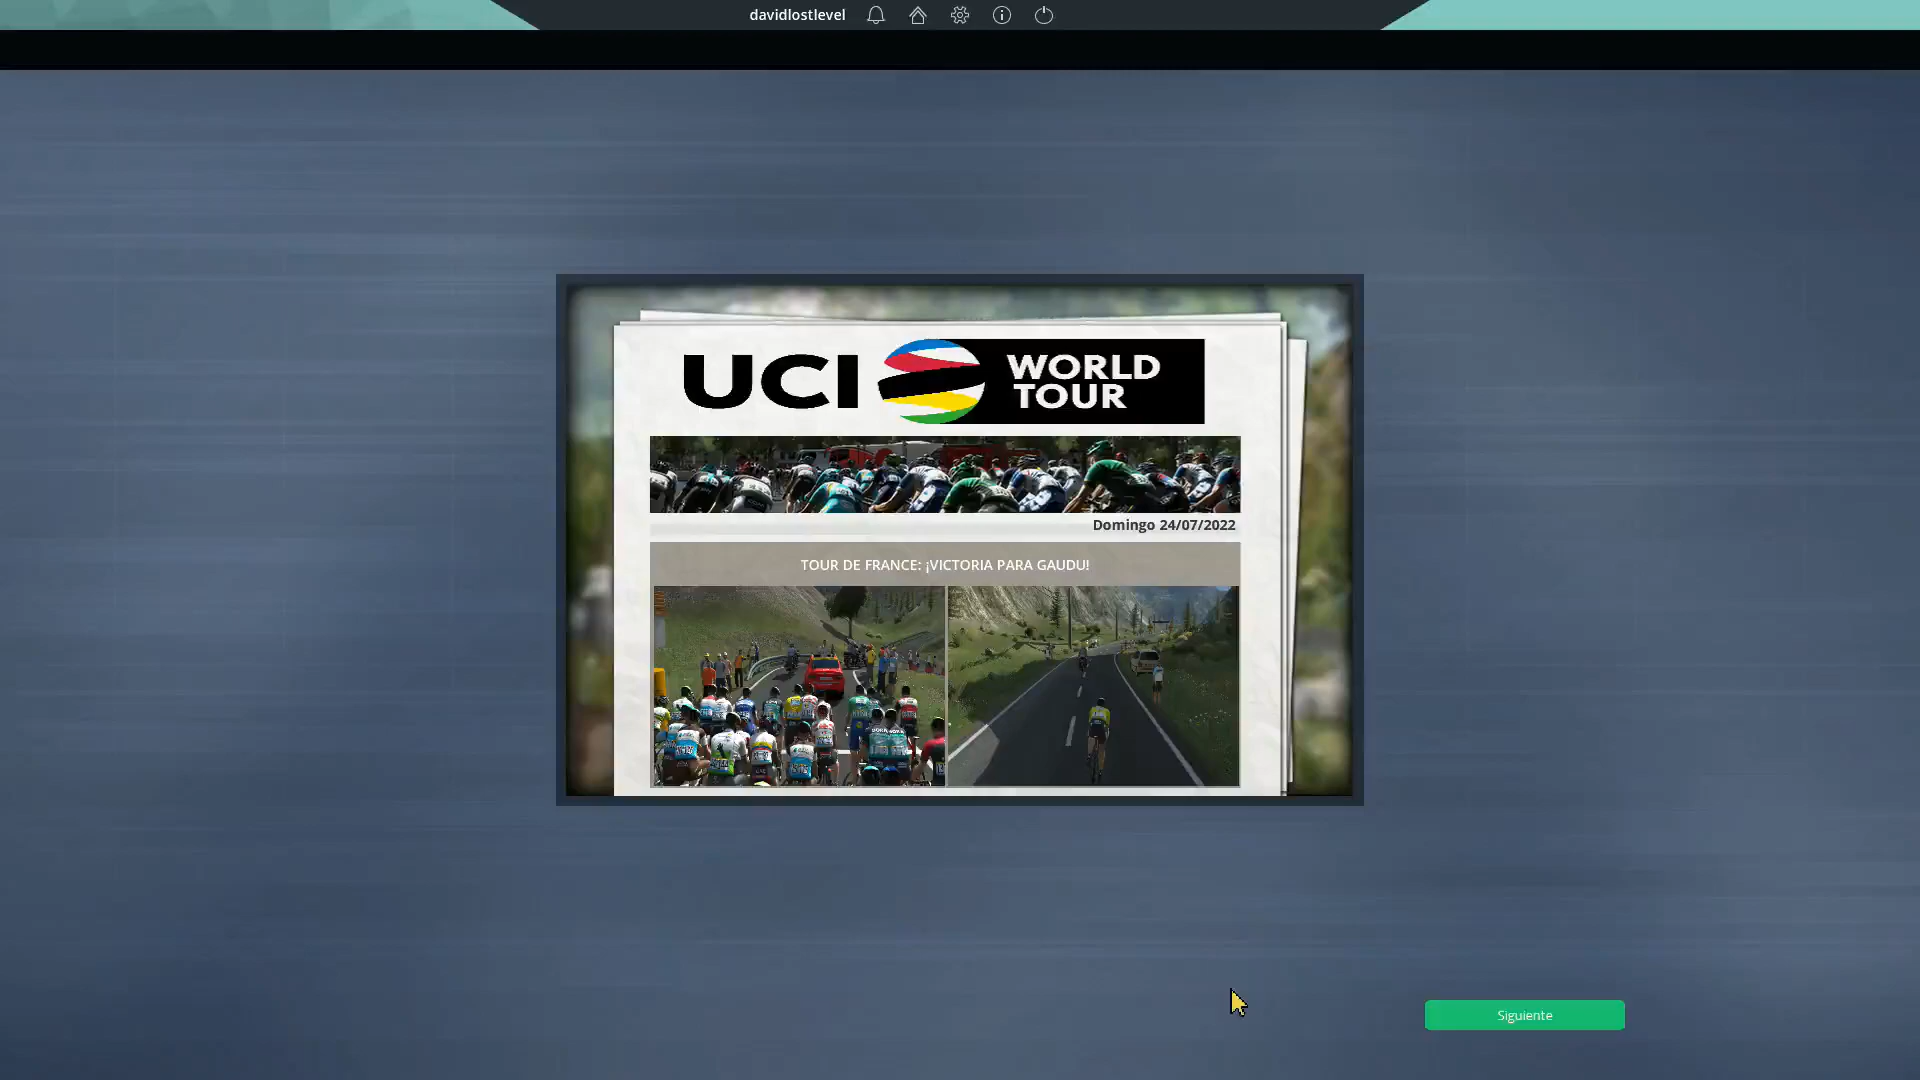 davidlostlevel
UCI WORLD
TOUR
Domingo 24/07/2022
TOUR DE FRANCE: ¡VICTORIA PARA GAUDU!
Siguiente